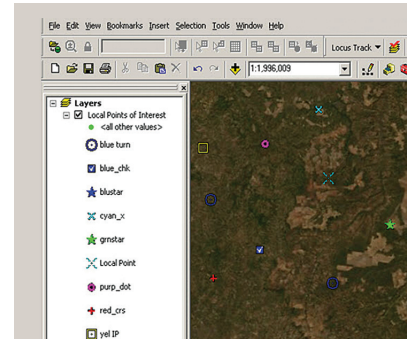 File Edit View Bookmarks Insert Selection Tools Window Help
Locus Track
1:1,996,009
Layers
Local Points of Interest
<all other values>
blue turn
blue_chk
blustar
cyan_x
grnstar
Local Point
purp_dot
red_crs
yel IP